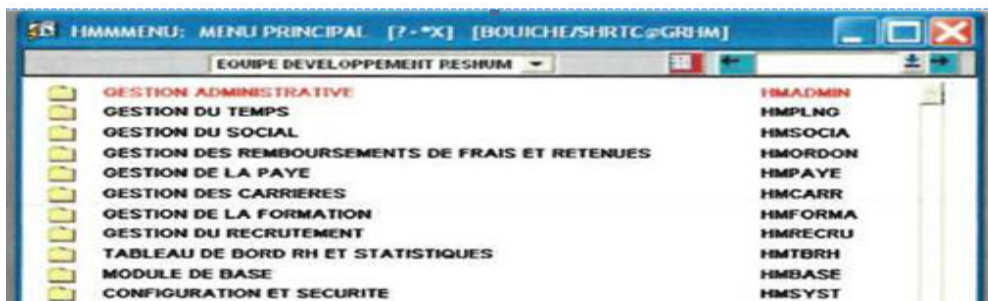 HMMMENU: MENU PRINCIPAL [?-*X] [BOUICHE/SHRTC@GRHM]
EQUIPE DEVELOPPEMENT RESHUM
GESTION ADMINISTRATIVE HMADMIN
GESTION DU TEMPS HMPLNG
GESTION DU SOCIAL HMSOCIA
GESTION DES REMBOURSEMENTS DE FRAIS ET RETENUES HMORDON
GESTION DE LA PAYE HMPAYE
GESTION DES CARRIERES HMCARR
GESTION DE LA FORMATION HMFORMA
GESTION DU RECRUTEMENT HMRECRU
TABLEAU DE BORD RH ET STATISTIQUES HMTBRH
MODULE DE BASE HMBASE
CONFIGURATION ET SECURITE HMSYST